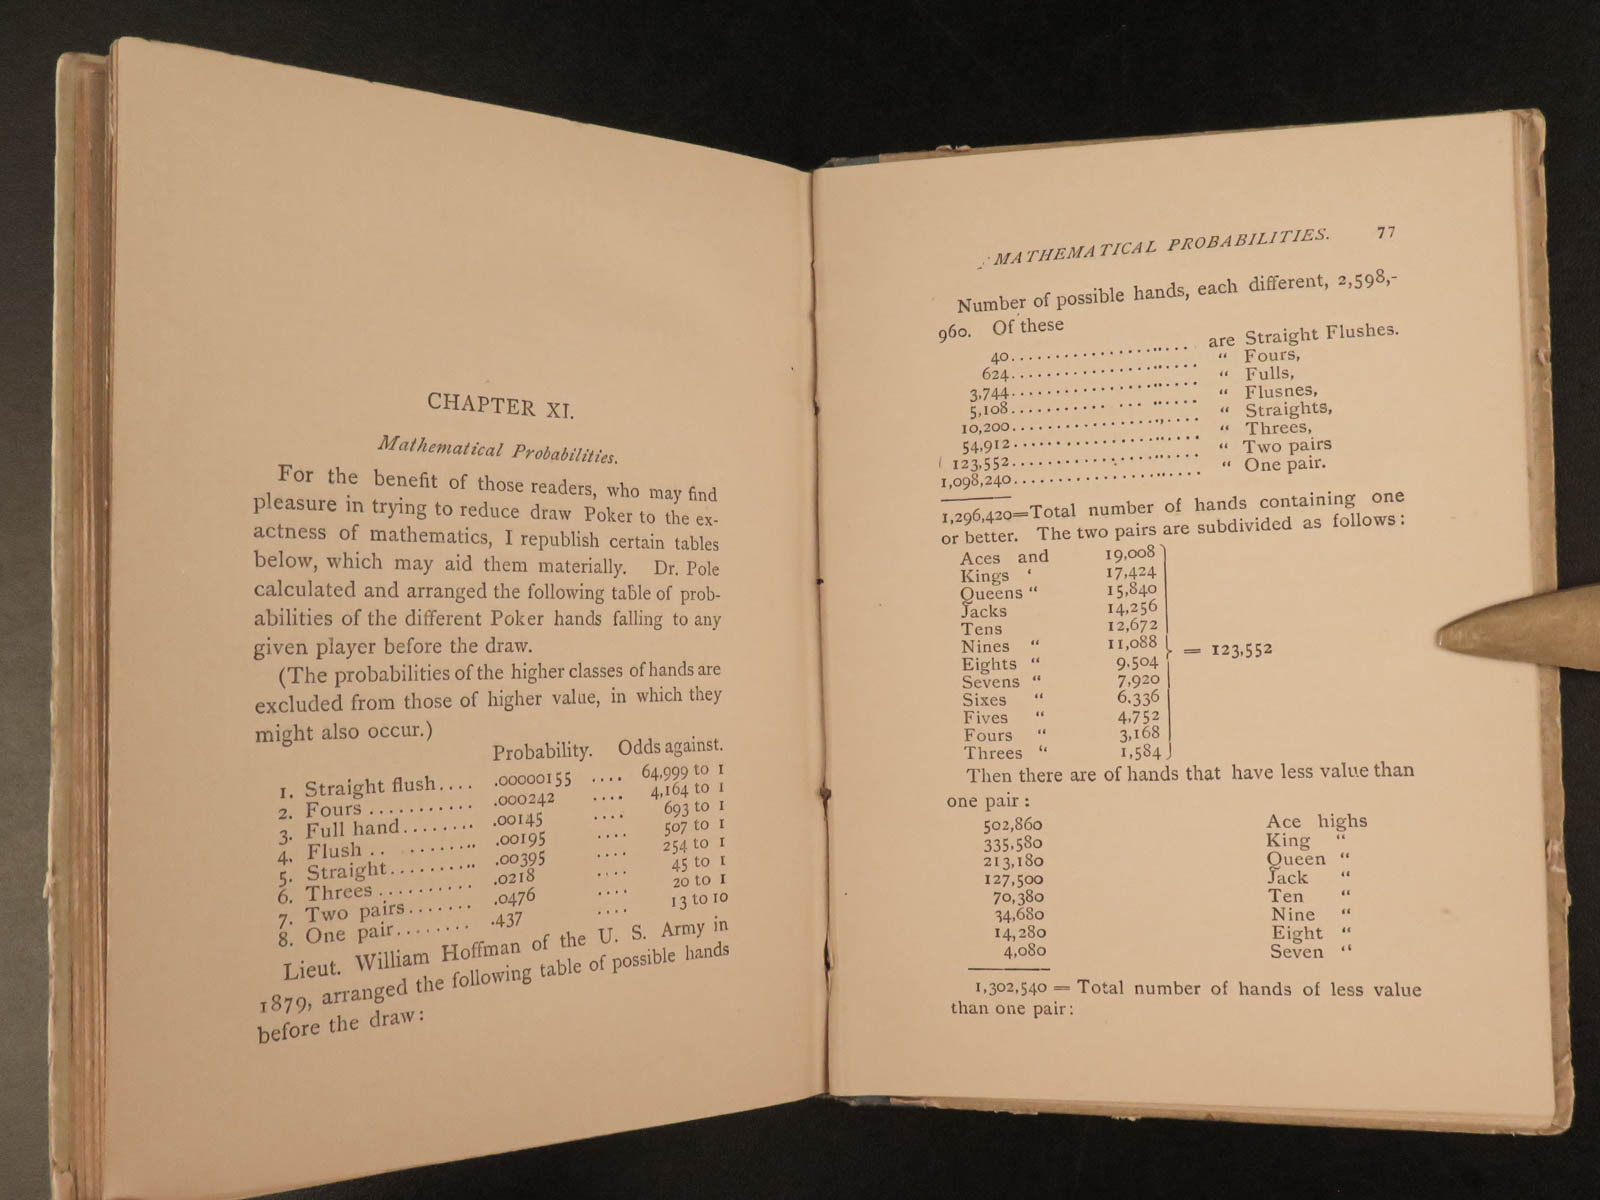 CHAPTER XI.
Mathematical Probabilities.
For the benefit of those readers, who may find
pleasure in trying to reduce draw Poker to the ex-
actness of mathematics, I republish certain tables
below, which may aid them materially. Dr. Pole
calculated and arranged the following table of prob-
abilities of the different Poker hands falling to any
given player before the draw.
(The probabilities of the higher classes of hands are
excluded from those of higher value, in which they
might also occur.)
Probability. Odds against.
1. Straight flush.... .00000155 .... 64,999 to 1
2. Fours ............ .000242 .... 4,164 to 1
3. Full hand........ .00145 .... 693 to 1
4. Flush .. ........ .00195 .... 507 to 1
5. Straight.......... .00395 .... 254 to 1
6. Threes ........... .0218 .... 45 to 1
7. Two pairs....... .0476 .... 20 to 1
8. One pair........ .437 .... 13 to 10
Lieut. William Hoffman of the U. S. Army in
1879, arranged the following table of possible hands
before the draw:
MATHEMATICAL PROBABILITIES. 77
Number of possible hands, each different, 2,598,-
960. Of these
40..................... are Straight Flushes.
624..................... “ Fours,
3,744..................... “ Fulls,
5,108........... ... ...... “ Flusnes,
10,200..................... “ Straights,
54,912..................... “ Threes,
123,552..................... “ Two pairs
1,098,240..................... “ One pair.
1,296,420=Total number of hands containing one
or better. The two pairs are subdivided as follows:
Aces and 19,008
Kings ‘ 17,424
Queens “ 15,840
Jacks 14,256
Tens 12,672
Nines “ 11,088 } = 123,552
Eights “ 9,504
Sevens “ 7,920
Sixes “ 6,336
Fives “ 4,752
Fours “ 3,168
Threes “ 1,584
Then there are of hands that have less value than
one pair:
502,860 Ace highs
335,580 King “
213,180 Queen “
127,500 Jack “
70,380 Ten “
34,680 Nine “
14,280 Eight “
4,080 Seven “
1,302,540 = Total number of hands of less value
than one pair: